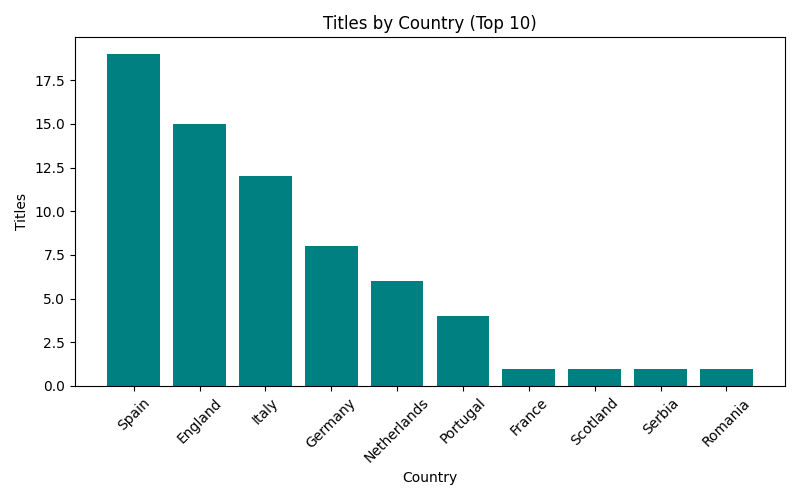 Titles by Country (Top 10)
Titles
17.5
15.0
12.5
10.0
7.5
5.0
2.5
0.0
Spain
England
Italy
Germany
Netherlands
Portugal
France
Scotland
Serbia
Romania
Country